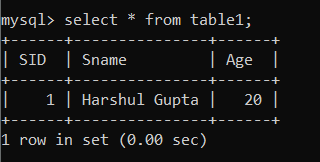 mysql> select * from table1;
+------+---------------+------+
| SID  | Sname         | Age  |
+------+---------------+------+
|    1 | Harshul Gupta |   20 |
+------+---------------+------+
1 row in set (0.00 sec)